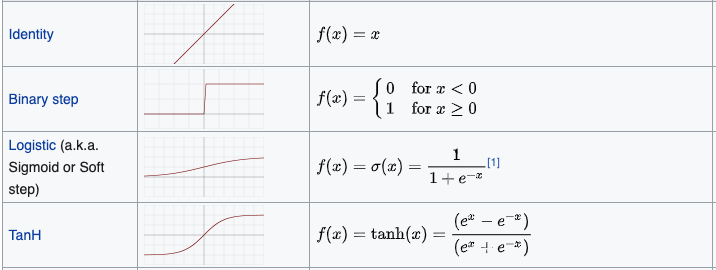 Identity
f(x) = x
Binary step
f(x) = { 0 for x < 0
1 for x ≥ 0
Logistic (a.k.a.
Sigmoid or Soft
step)
f(x) = σ(x) = 1 / (1 + e^{-x}) [1]
TanH
f(x) = tanh(x) = (e^x − e^{−x}) / (e^x + e^{−x})